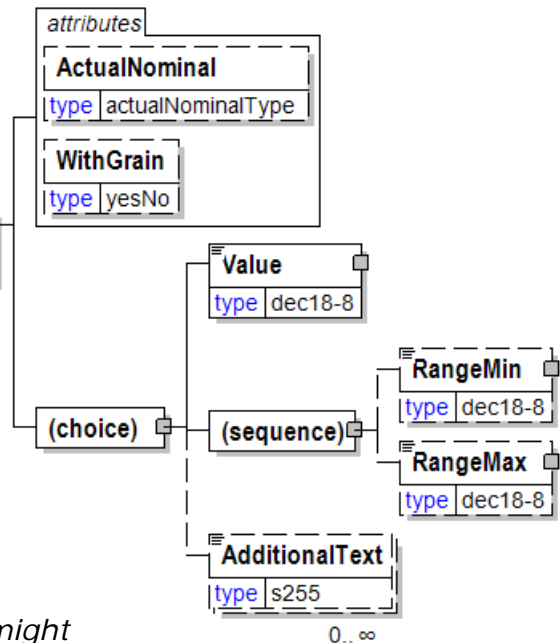 attributes
ActualNominal
type actualNominalType
WithGrain
type yesNo
Value
type dec18-8
RangeMin
type dec18-8
(choice)
(sequence)
RangeMax
type dec18-8
AdditionalText
type s255
might
0.. ∞